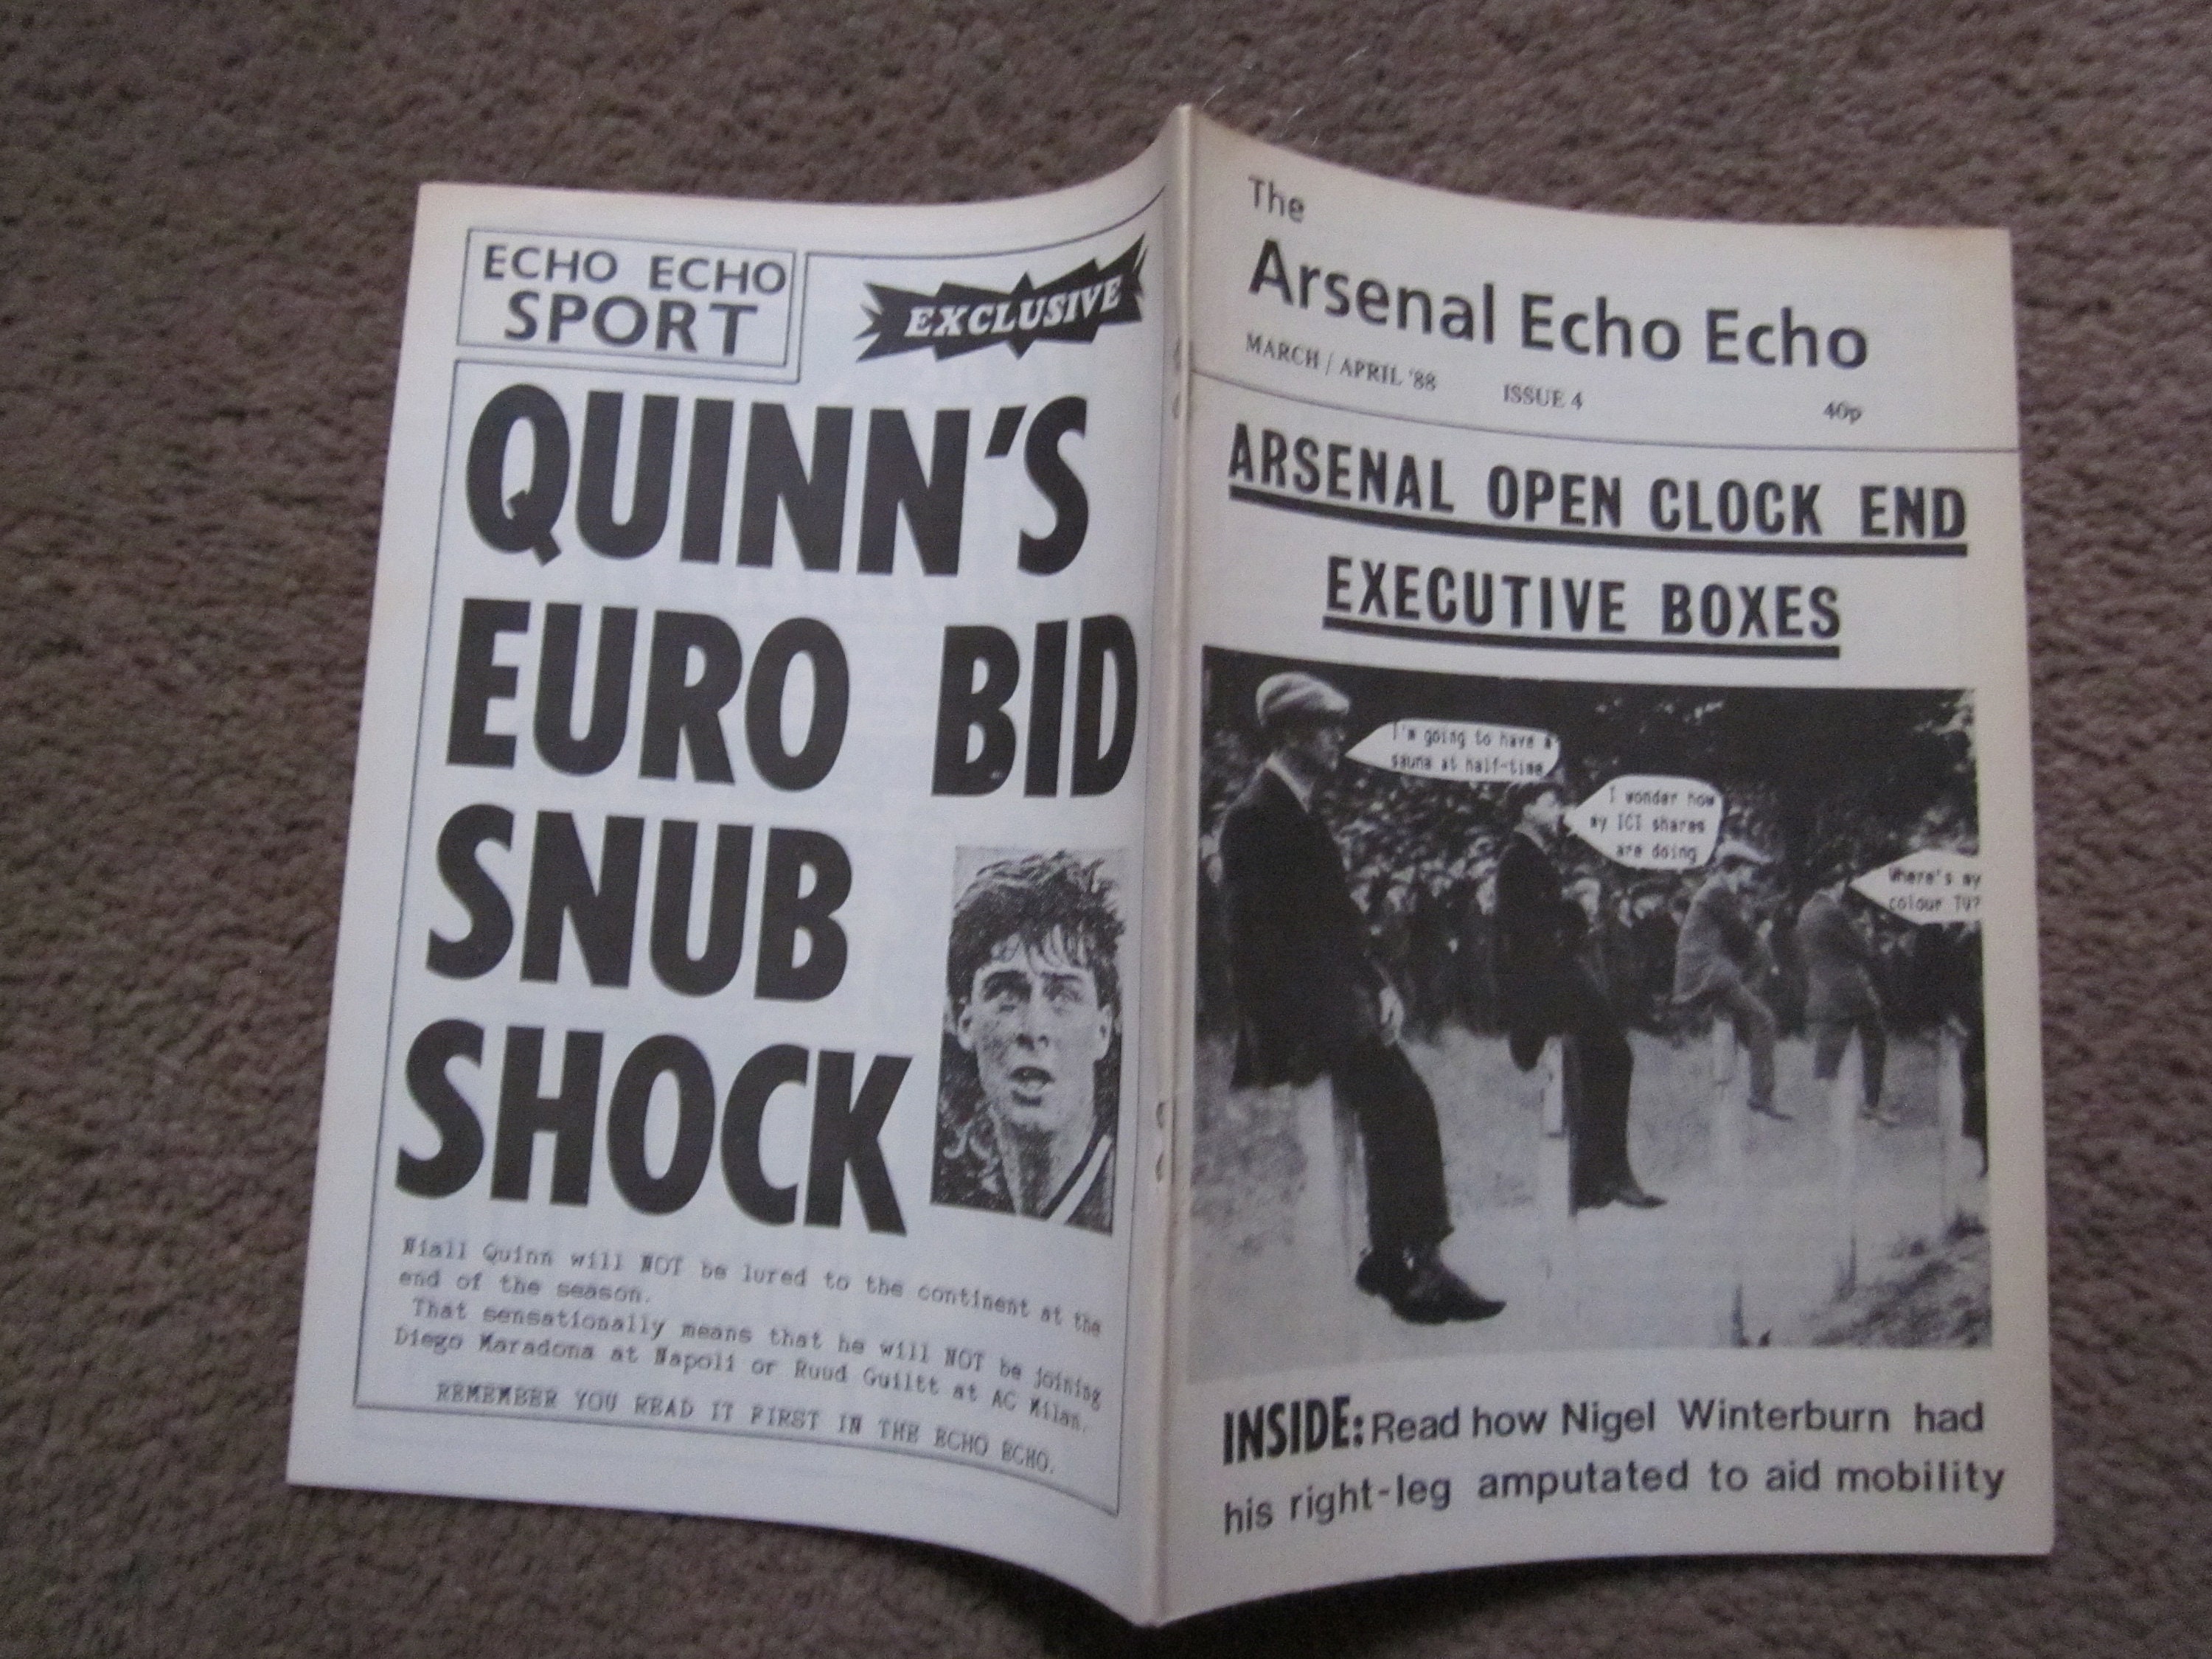 ECHO ECHO
SPORT
EXCLUSIVE
QUINN'S
EURO BID
SNUB
SHOCK
Niall Quinn will NOT be lured to the continent at the
end of the season.
That sensationally means that he will NOT be joining
Diego Maradona at Napoli or Ruud Guiltt at AC Milan.
REMEMBER YOU READ IT FIRST IN THE ECHO ECHO.
The
Arsenal Echo Echo
MARCH / APRIL '88 ISSUE 4 40p
ARSENAL OPEN CLOCK END
EXECUTIVE BOXES
I'm going to have a
sauna at half-time
I wonder how
my ICI shares
are doing
Where's my
colour TV?
INSIDE: Read how Nigel Winterburn had
his right-leg amputated to aid mobility